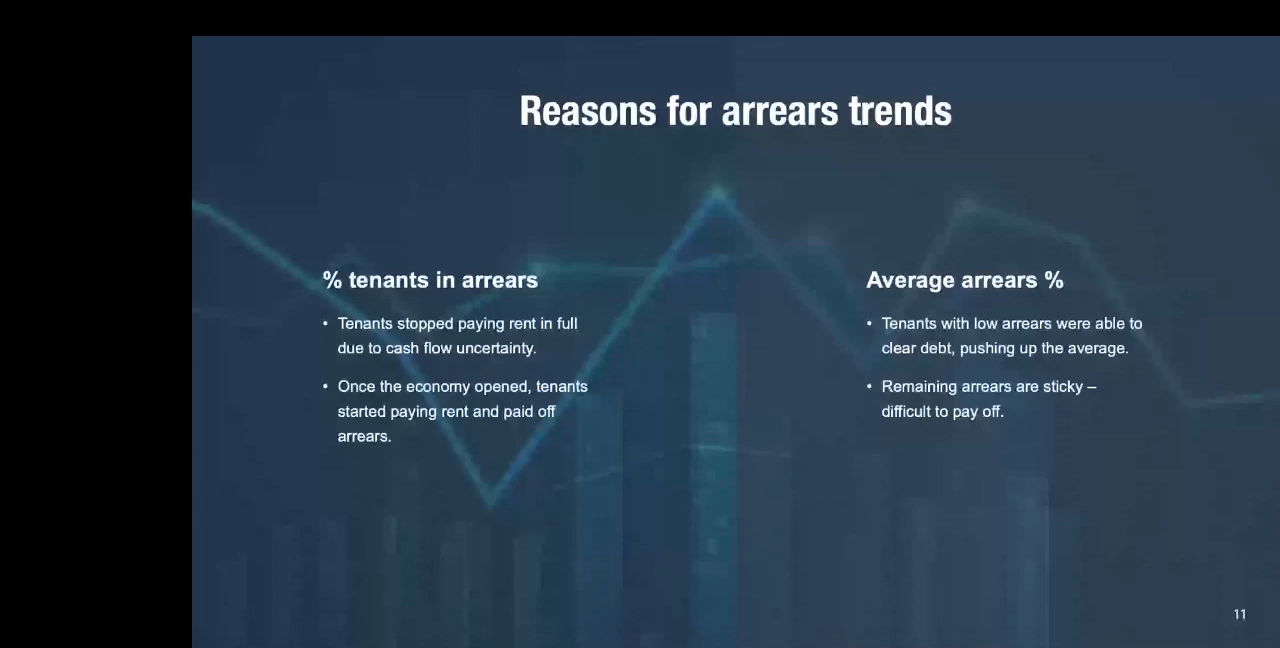 Reasons for arrears trends
% tenants in arrears
• Tenants stopped paying rent in full
due to cash flow uncertainty.
• Once the economy opened, tenants
started paying rent and paid off
arrears.
Average arrears %
• Tenants with low arrears were able to
clear debt, pushing up the average.
• Remaining arrears are sticky –
difficult to pay off.
11